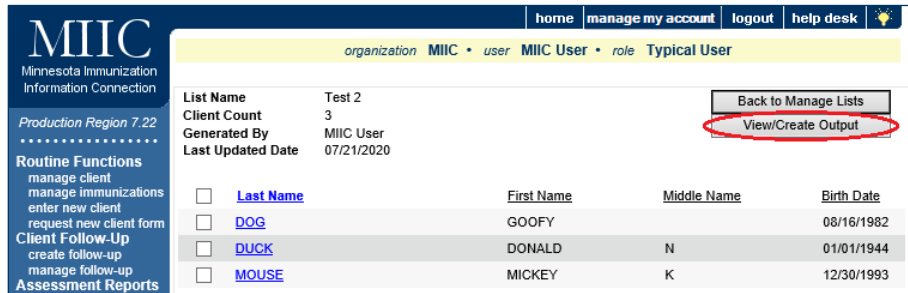 home manage my account logout help desk
MIIC
Minnesota Immunization
Information Connection
Production Region 7.22
Routine Functions
manage client
manage immunizations
enter new client
request new client form
Client Follow-Up
create follow-up
manage follow-up
Assessment Reports
organization MIIC • user MIIC User • role Typical User
List Name Test 2
Client Count 3
Generated By MIIC User
Last Updated Date 07/21/2020
Back to Manage Lists
View/Create Output
Last Name First Name Middle Name Birth Date
DOG GOOFY 08/16/1982
DUCK DONALD N 01/01/1944
MOUSE MICKEY K 12/30/1993